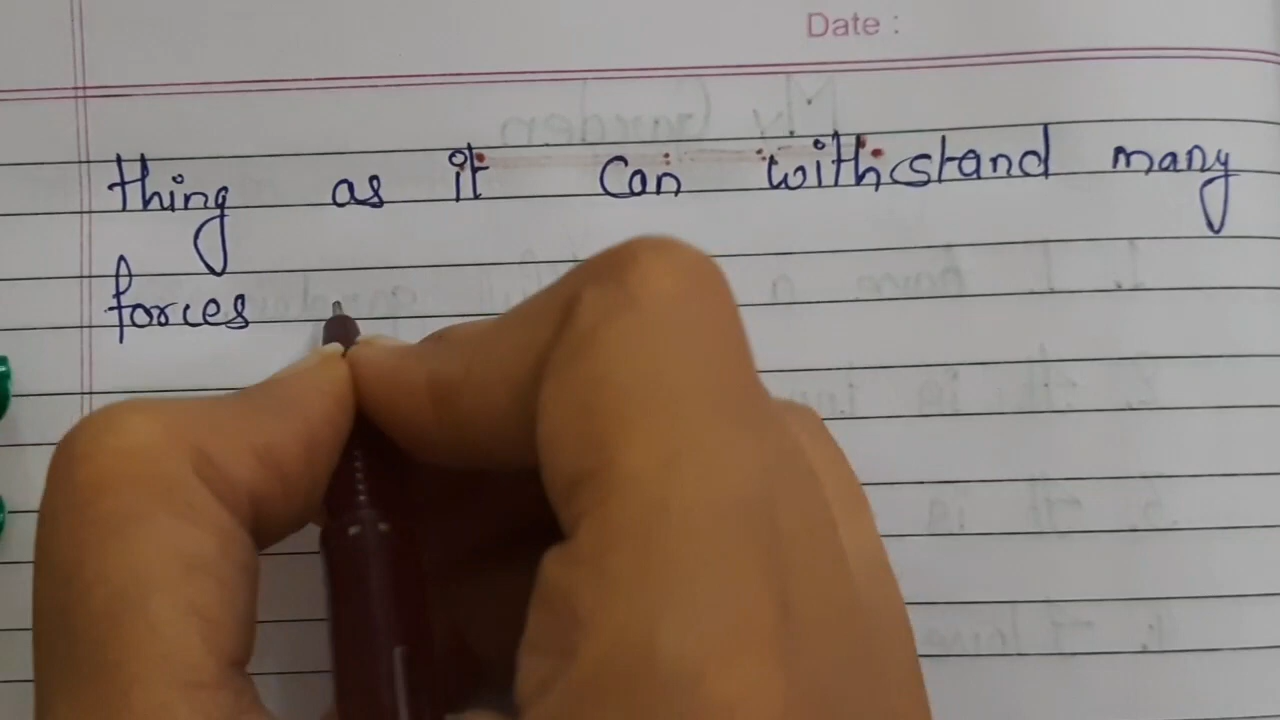 Date :
thing as it can withstand many
forces